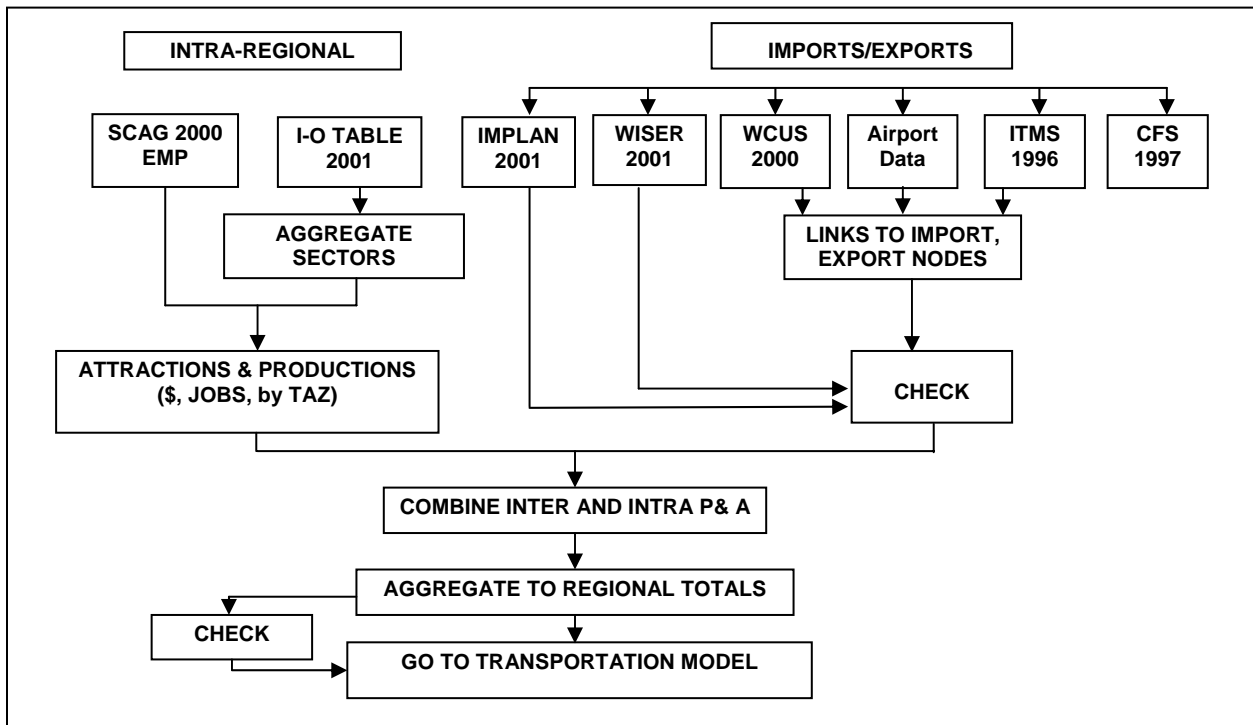 INTRA-REGIONAL
IMPORTS/EXPORTS
SCAG 2000
EMP
I-O TABLE
2001
IMPLAN
2001
WISER
2001
WCUS
2000
Airport
Data
ITMS
1996
CFS
1997
AGGREGATE
SECTORS
LINKS TO IMPORT,
EXPORT NODES
ATTRACTIONS & PRODUCTIONS
($, JOBS, by TAZ)
CHECK
COMBINE INTER AND INTRA P& A
AGGREGATE TO REGIONAL TOTALS
CHECK
GO TO TRANSPORTATION MODEL